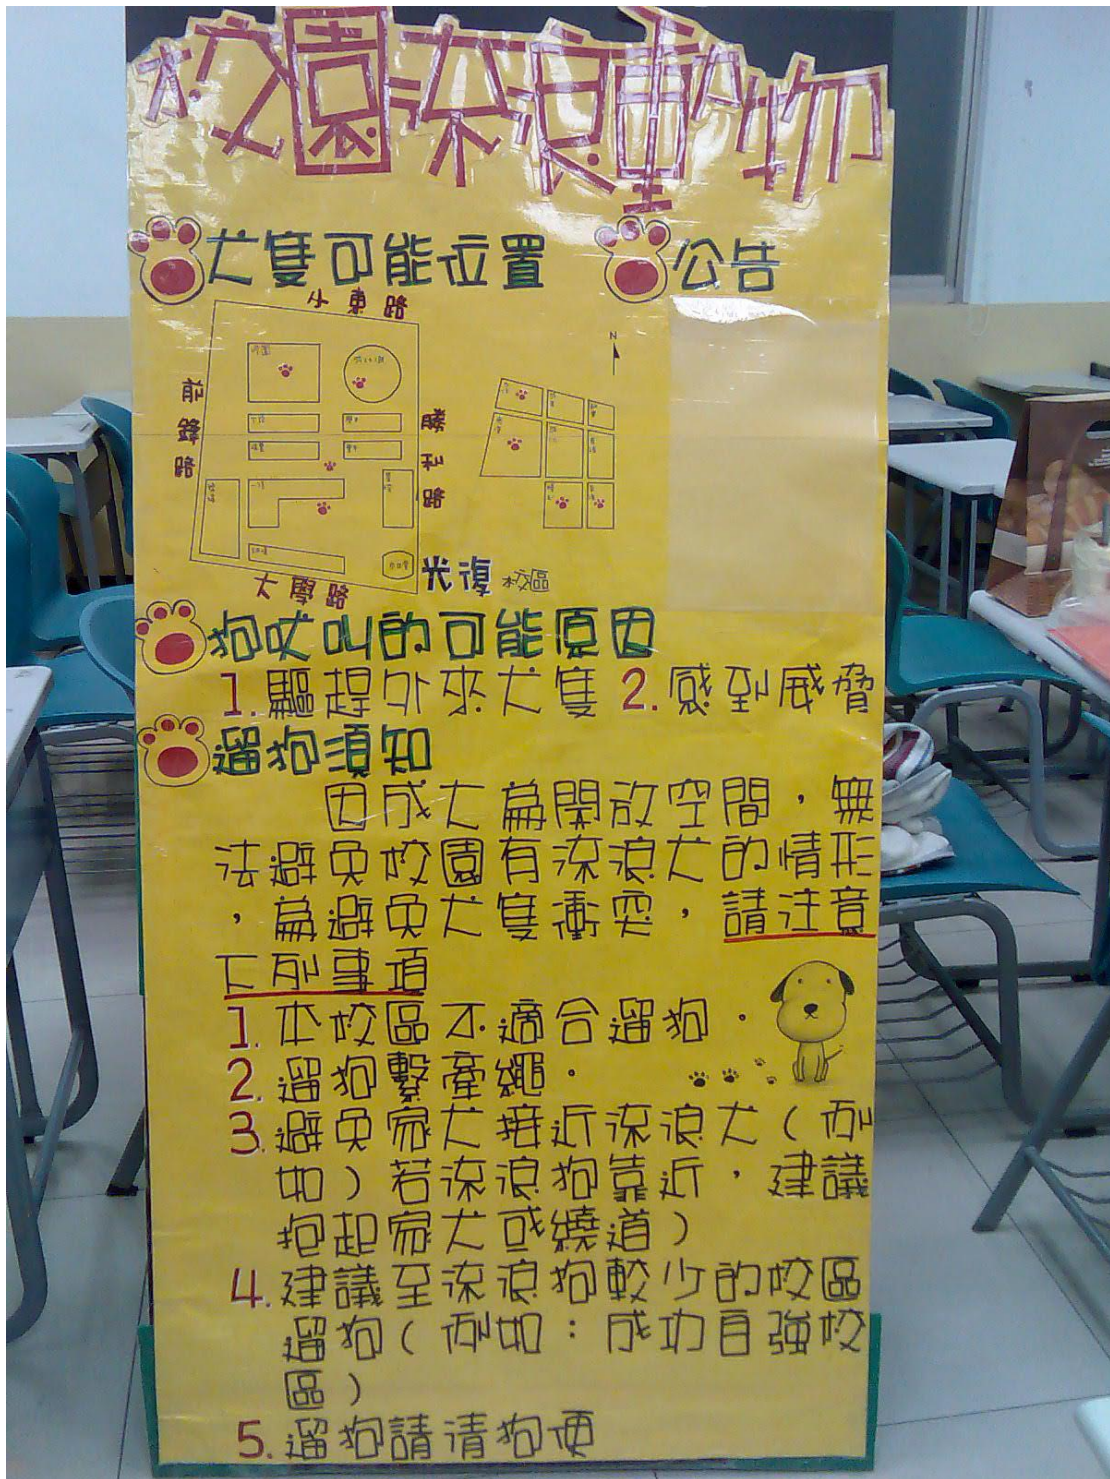 校園流浪動物
犬隻可能位置
公告
小東路
前鋒路
勝利路
大學路
光復校區
N
狗吠叫的可能原因
1.驅趕外來犬隻 2.感到威脅
遛狗須知
因成大為開放空間，無
法避免校園有流浪犬的情形
，為避免犬隻衝突，請注意
下列事項
1.本校區不適合遛狗。
2.遛狗繫牽繩。
3.避免家犬接近流浪犬(例
如)若流浪狗靠近，建議
抱起家犬或繞道)
4.建議至流浪狗較少的校區
遛狗(例如：成功自強校
區)
5.遛狗請清狗便